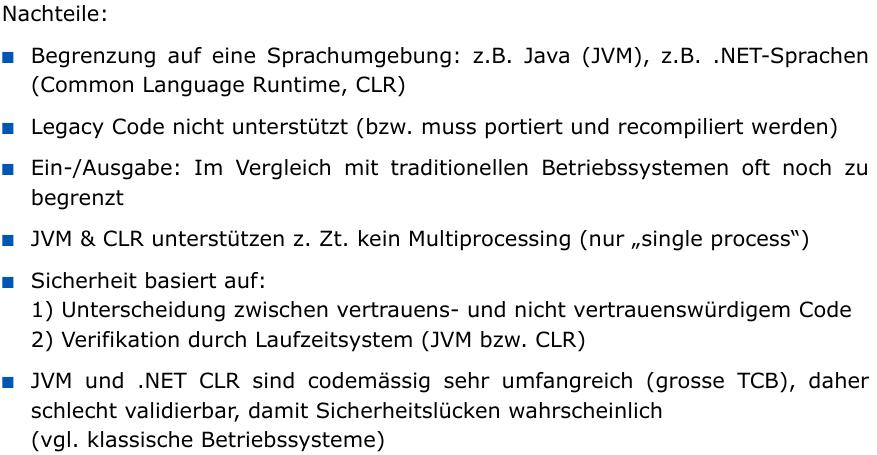 Nachteile:
Begrenzung auf eine Sprachumgebung: z.B. Java (JVM), z.B. .NET-Sprachen
(Common Language Runtime, CLR)
Legacy Code nicht unterstützt (bzw. muss portiert und recompiliert werden)
Ein-/Ausgabe: Im Vergleich mit traditionellen Betriebssystemen oft noch zu
begrenzt
JVM & CLR unterstützen z. Zt. kein Multiprocessing (nur „single process“)
Sicherheit basiert auf:
1) Unterscheidung zwischen vertrauens- und nicht vertrauenswürdigem Code
2) Verifikation durch Laufzeitsystem (JVM bzw. CLR)
JVM und .NET CLR sind codemässig sehr umfangreich (grosse TCB), daher
schlecht validierbar, damit Sicherheitslücken wahrscheinlich
(vgl. klassische Betriebssysteme)